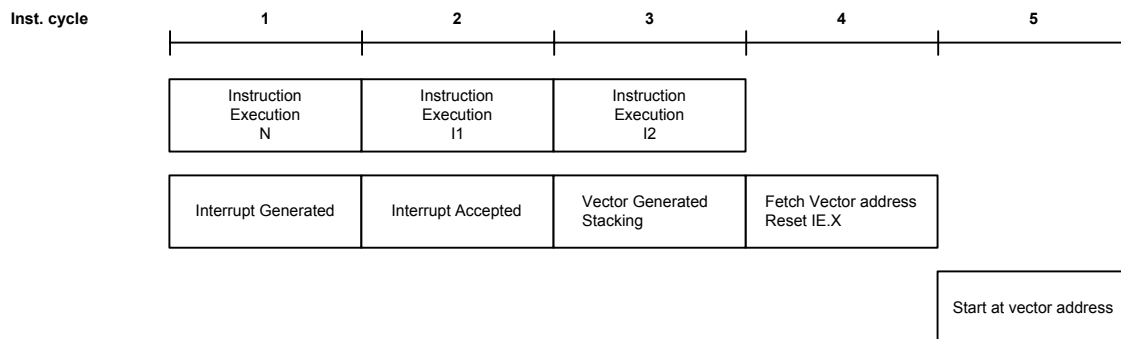 Inst. cycle 1 2 3 4 5
Instruction
Execution
N
Instruction
Execution
I1
Instruction
Execution
I2
Interrupt Generated
Interrupt Accepted
Vector Generated
Stacking
Fetch Vector address
Reset IE.X
Start at vector address